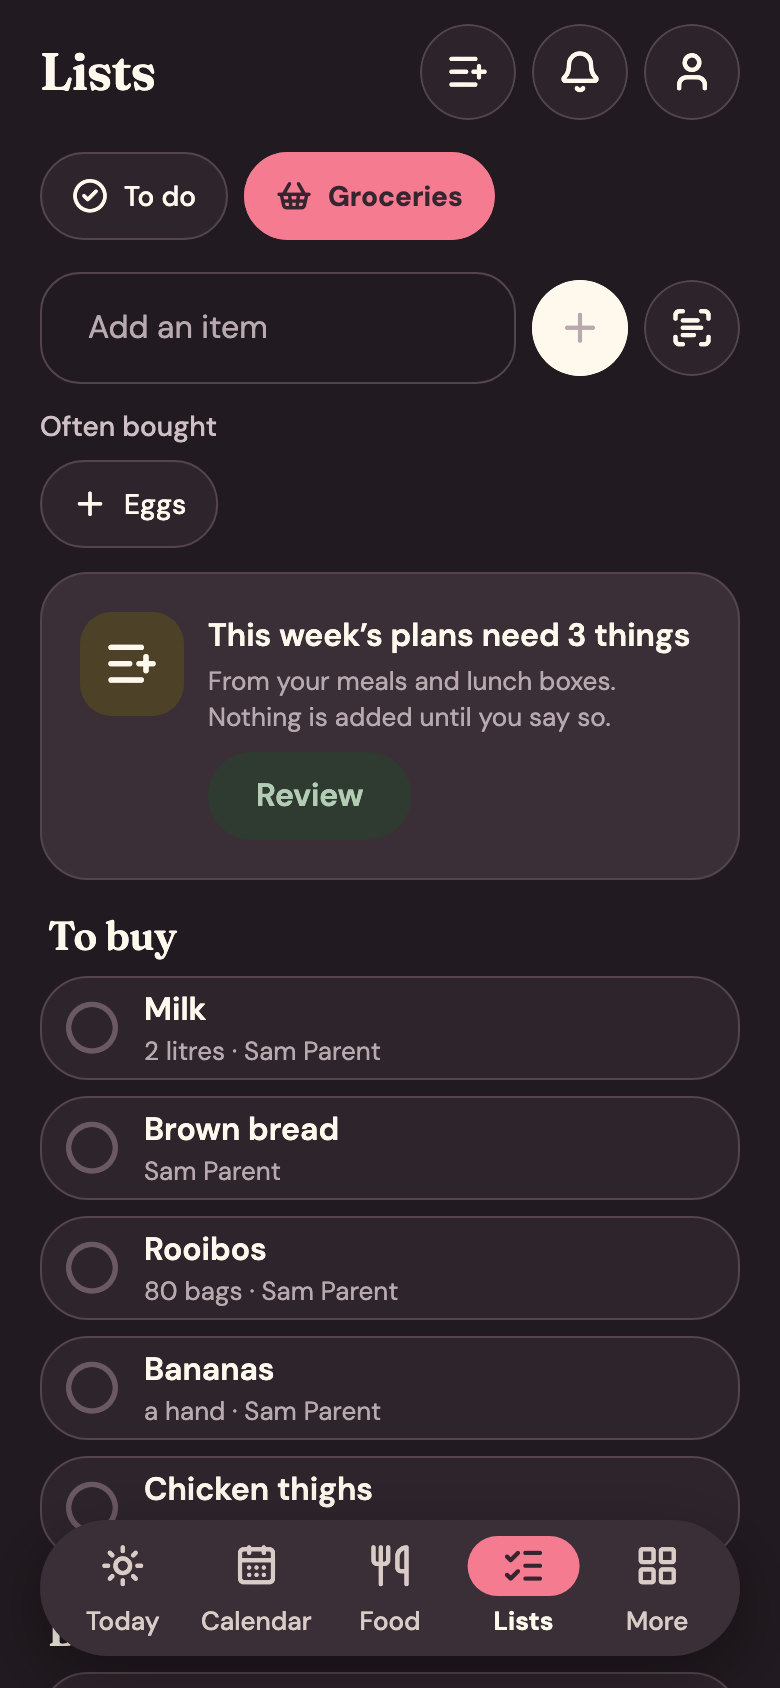 Lists
To do
Groceries
Add an item
Often bought
Eggs
This week’s plans need 3 things
From your meals and lunch boxes.
Nothing is added until you say so.
Review
To buy
Milk
2 litres · Sam Parent
Brown bread
Sam Parent
Rooibos
80 bags · Sam Parent
Bananas
a hand · Sam Parent
Chicken thighs
Today
Calendar
Food
Lists
More